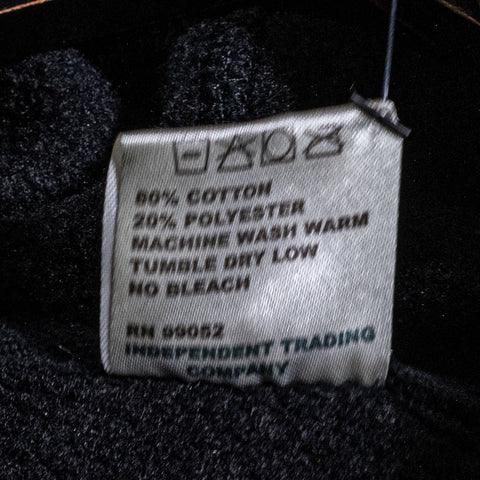 80% COTTON
20% POLYESTER
MACHINE WASH WARM
TUMBLE DRY LOW
NO BLEACH
RN 99052
INDEPENDENT TRADING
COMPANY